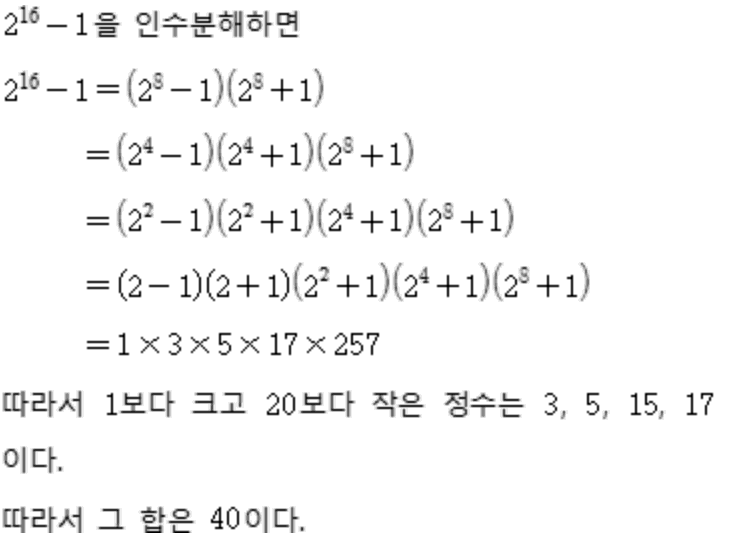 2¹⁶ − 1을 인수분해하면
2¹⁶ − 1 = (2⁸ − 1)(2⁸ + 1)
= (2⁴ − 1)(2⁴ + 1)(2⁸ + 1)
= (2² − 1)(2² + 1)(2⁴ + 1)(2⁸ + 1)
= (2 − 1)(2 + 1)(2² + 1)(2⁴ + 1)(2⁸ + 1)
= 1 × 3 × 5 × 17 × 257
따라서 1보다 크고 20보다 작은 정수는 3, 5, 15, 17
이다.
따라서 그 합은 40이다.